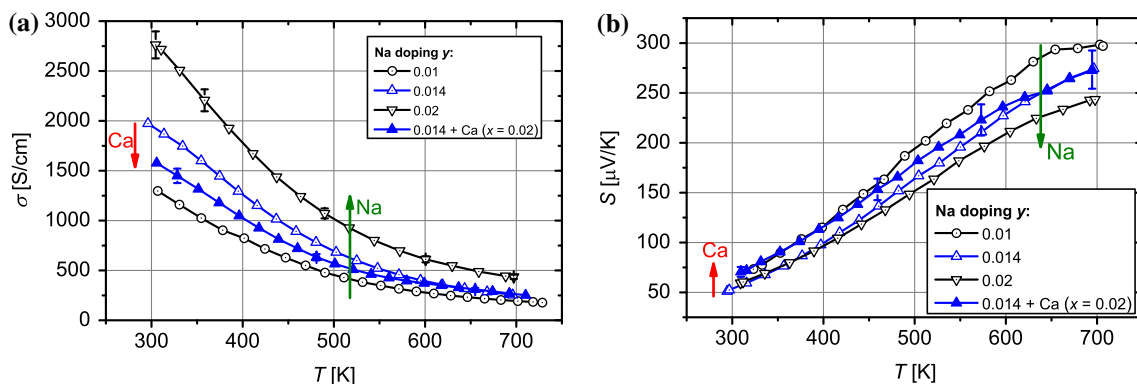 (a)
σ [S/cm]
3000
2500
2000
1500
1000
500
0
300
400
500
600
700
T [K]
Na doping y:
0.01
0.014
0.02
0.014 + Ca (x = 0.02)
Ca
Na
(b)
S [μV/K]
300
250
200
150
100
50
300
400
500
600
700
T [K]
Na doping y:
0.01
0.014
0.02
0.014 + Ca (x = 0.02)
Ca
Na